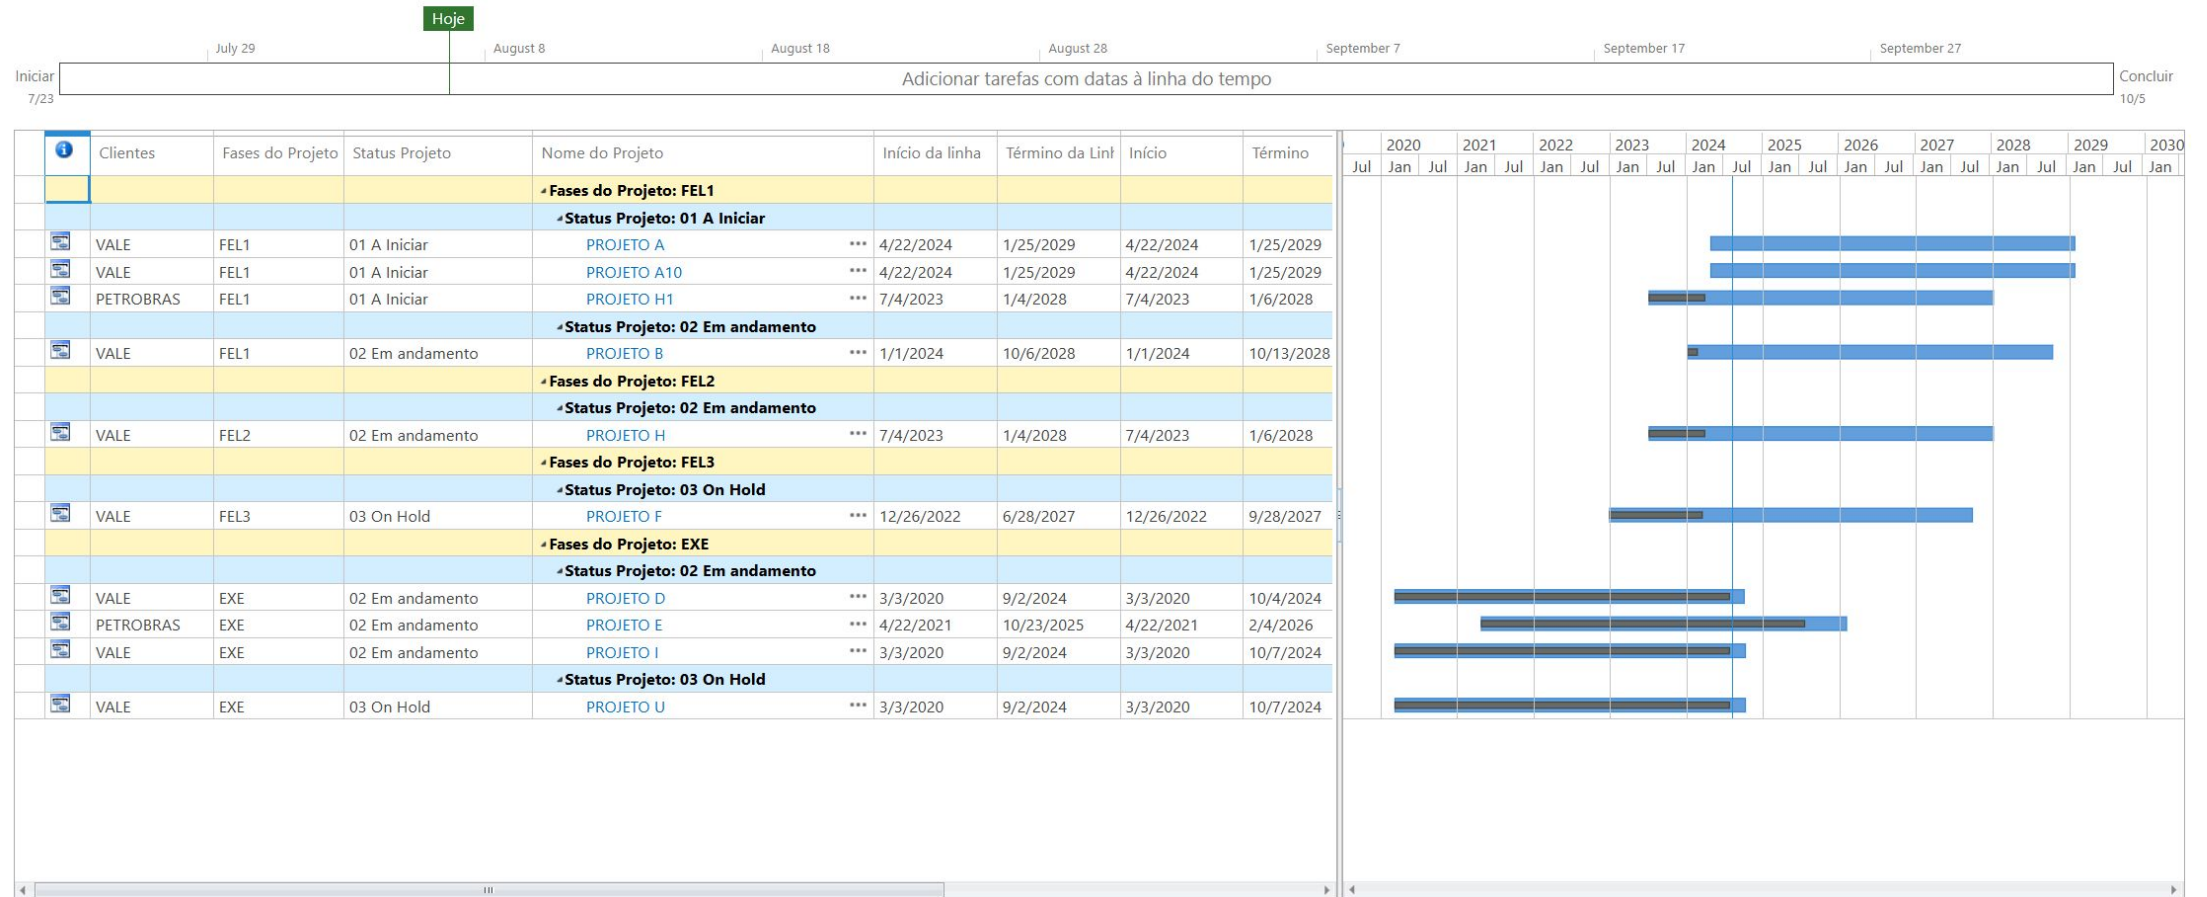 Hoje
July 29 August 8 August 18 August 28 September 7 September 17 September 27
Iniciar Adicionar tarefas com datas à linha do tempo Concluir
7/23 10/5
Clientes Fases do Projeto Status Projeto Nome do Projeto Início da linha Término da Linh Início Término
2020 2021 2022 2023 2024 2025 2026 2027 2028 2029 2030
Jul Jan Jul Jan Jul Jan Jul Jan Jul Jan Jul Jan Jul Jan Jul Jan Jul Jan Jul Jan Jul Jan
Fases do Projeto: FEL1
Status Projeto: 01 A Iniciar
VALE FEL1 01 A Iniciar PROJETO A ••• 4/22/2024 1/25/2029 4/22/2024 1/25/2029
VALE FEL1 01 A Iniciar PROJETO A10 ••• 4/22/2024 1/25/2029 4/22/2024 1/25/2029
PETROBRAS FEL1 01 A Iniciar PROJETO H1 ••• 7/4/2023 1/4/2028 7/4/2023 1/6/2028
Status Projeto: 02 Em andamento
VALE FEL1 02 Em andamento PROJETO B ••• 1/1/2024 10/6/2028 1/1/2024 10/13/2028
Fases do Projeto: FEL2
Status Projeto: 02 Em andamento
VALE FEL2 02 Em andamento PROJETO H ••• 7/4/2023 1/4/2028 7/4/2023 1/6/2028
Fases do Projeto: FEL3
Status Projeto: 03 On Hold
VALE FEL3 03 On Hold PROJETO F ••• 12/26/2022 6/28/2027 12/26/2022 9/28/2027
Fases do Projeto: EXE
Status Projeto: 02 Em andamento
VALE EXE 02 Em andamento PROJETO D ••• 3/3/2020 9/2/2024 3/3/2020 10/4/2024
PETROBRAS EXE 02 Em andamento PROJETO E ••• 4/22/2021 10/23/2025 4/22/2021 2/4/2026
VALE EXE 02 Em andamento PROJETO I ••• 3/3/2020 9/2/2024 3/3/2020 10/7/2024
Status Projeto: 03 On Hold
VALE EXE 03 On Hold PROJETO U ••• 3/3/2020 9/2/2024 3/3/2020 10/7/2024